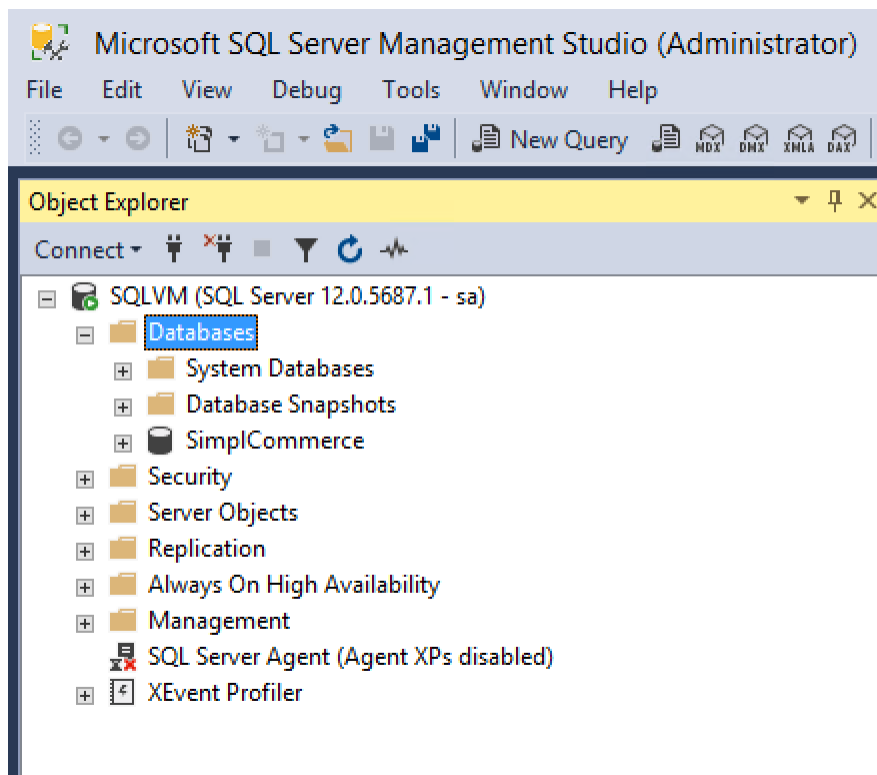 Microsoft SQL Server Management Studio (Administrator)
File Edit View Debug Tools Window Help
New Query MDX DMX XMLA DAX
Object Explorer
Connect
SQLVM (SQL Server 12.0.5687.1 - sa)
Databases
System Databases
Database Snapshots
SimplCommerce
Security
Server Objects
Replication
Always On High Availability
Management
SQL Server Agent (Agent XPs disabled)
XEvent Profiler